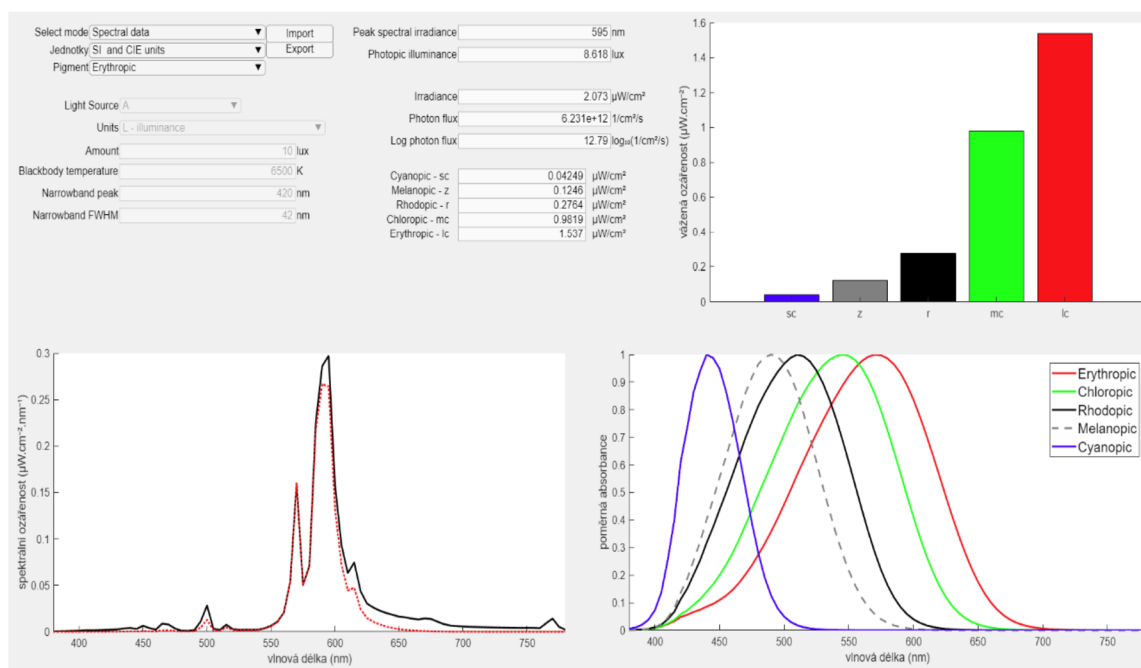 Select mode Spectral data Import
Jednotky SI and CIE units Export
Pigment Erythropic
Light Source A
Units L - illuminance
Amount 10 lux
Blackbody temperature 6500 K
Narrowband peak 420 nm
Narrowband FWHM 42 nm
Peak spectral irradiance 595 nm
Photopic illuminance 8.618 lux
Irradiance 2.073 µW/cm²
Photon flux 6.231e+12 1/cm²/s
Log photon flux 12.79 log₁₀(1/cm²/s)
Cyanopic - sc 0.04249 µW/cm²
Melanopic - z 0.1246 µW/cm²
Rhodopic - r 0.2764 µW/cm²
Chloropic - mc 0.9819 µW/cm²
Erythropic - lc 1.537 µW/cm²
vážená ozářenost (µW.cm⁻²)
1.6
1.4
1.2
1
0.8
0.6
0.4
0.2
0
sc z r mc lc
spektrálni ozářenost (µW.cm⁻².nm⁻¹)
0.3
0.25
0.2
0.15
0.1
0.05
0
400 450 500 550 600 650 700 750
vlnová délka (nm)
poměrná absorbance
1
0.9
0.8
0.7
0.6
0.5
0.4
0.3
0.2
0.1
0
400 450 500 550 600 650 700 750
vlnová délka (nm)
Erythropic
Chloropic
Rhodopic
Melanopic
Cyanopic